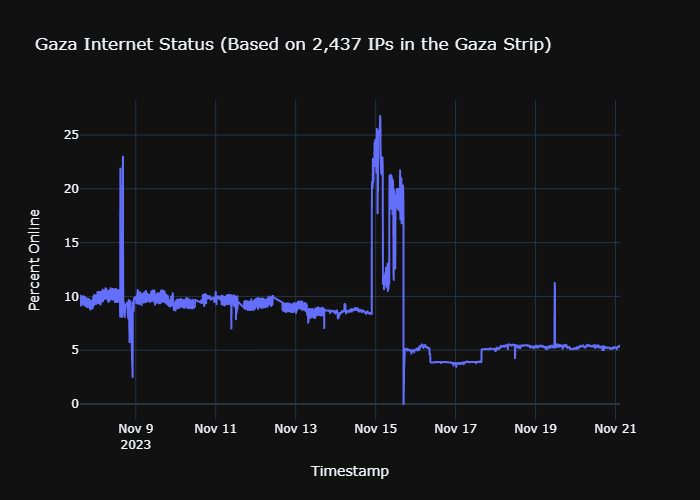 Gaza Internet Status (Based on 2,437 IPs in the Gaza Strip)
25
20
15
10
5
0
Percent Online
Nov 9 Nov 11 Nov 13 Nov 15 Nov 17 Nov 19 Nov 21
2023
Timestamp